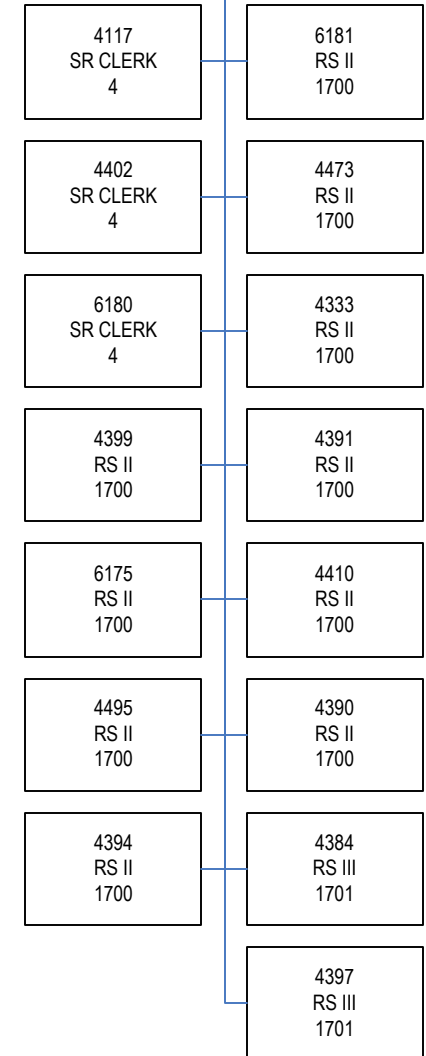 4117
SR CLERK
4
6181
RS II
1700
4402
SR CLERK
4
4473
RS II
1700
6180
SR CLERK
4
4333
RS II
1700
4399
RS II
1700
4391
RS II
1700
6175
RS II
1700
4410
RS II
1700
4495
RS II
1700
4390
RS II
1700
4394
RS II
1700
4384
RS III
1701
4397
RS III
1701